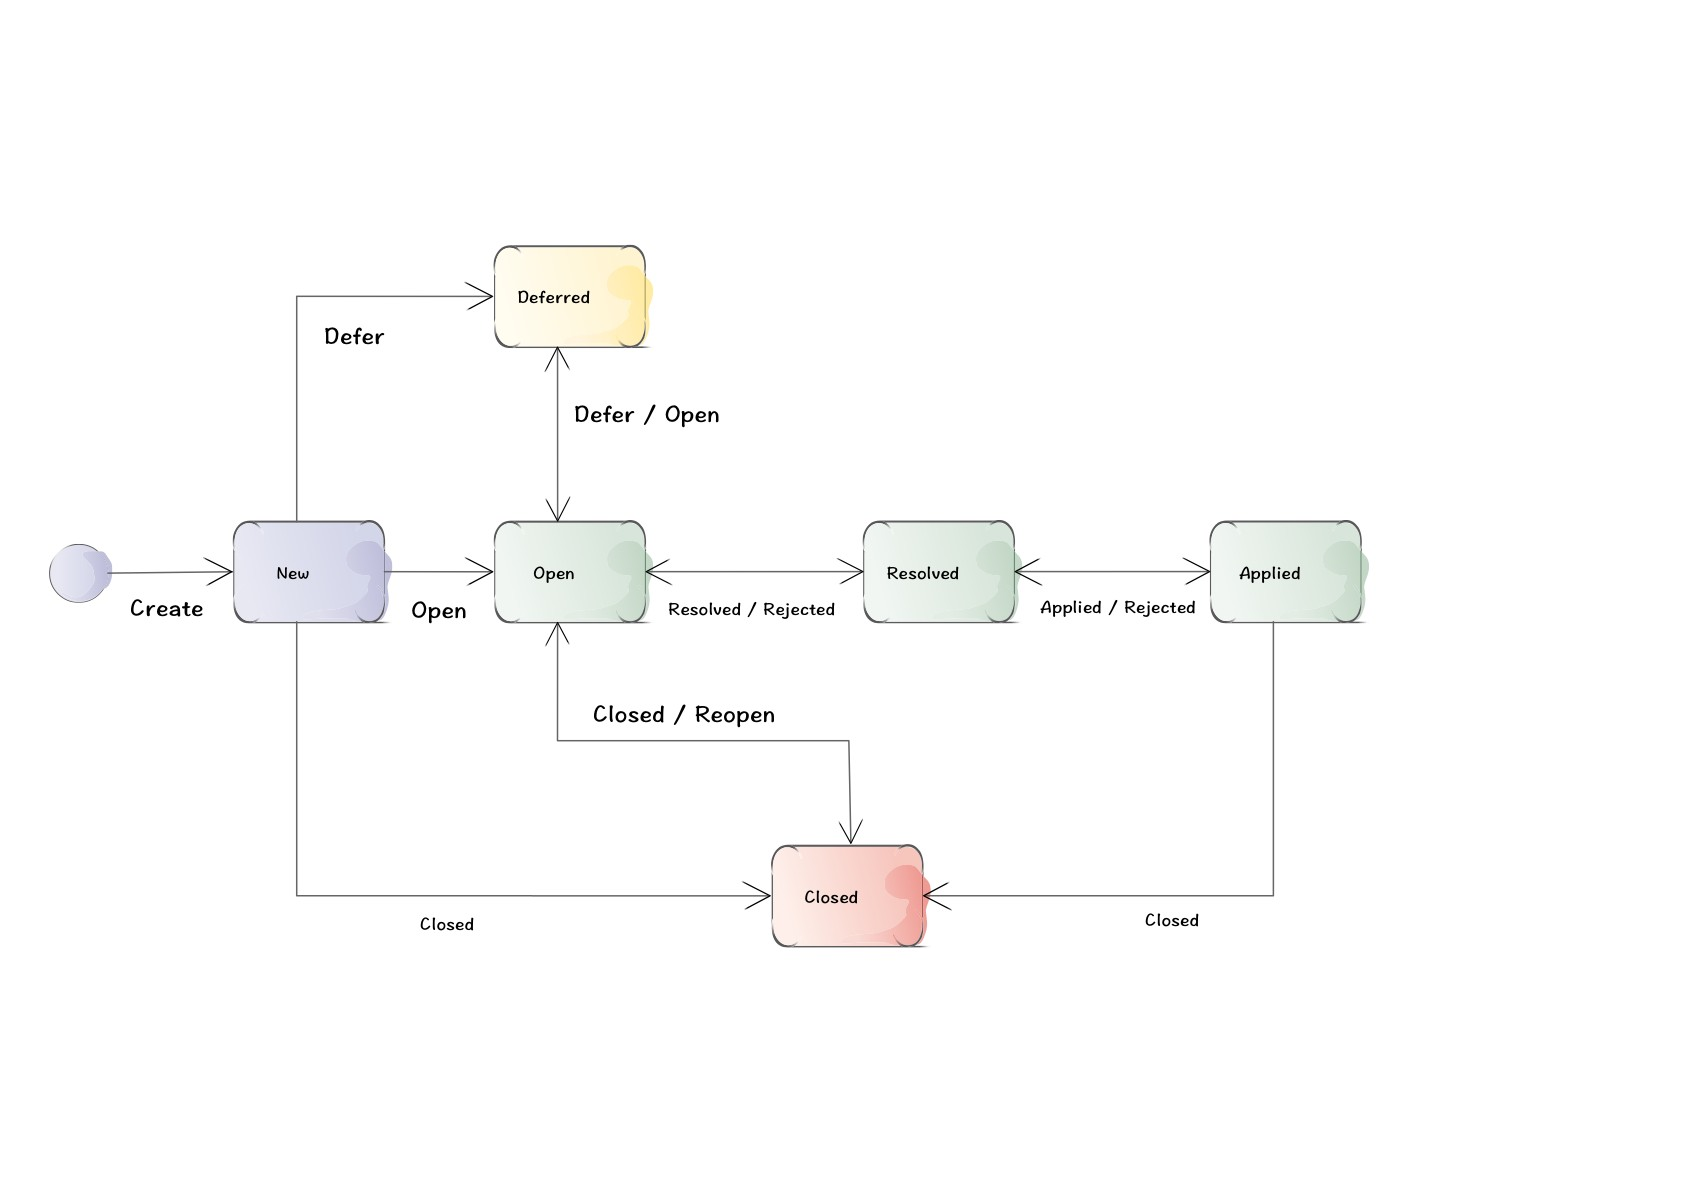 Deferred
Defer
Defer / Open
New
Open
Resolved
Applied
Create
Open
Resolved / Rejected
Applied / Rejected
Closed / Reopen
Closed
Closed
Closed